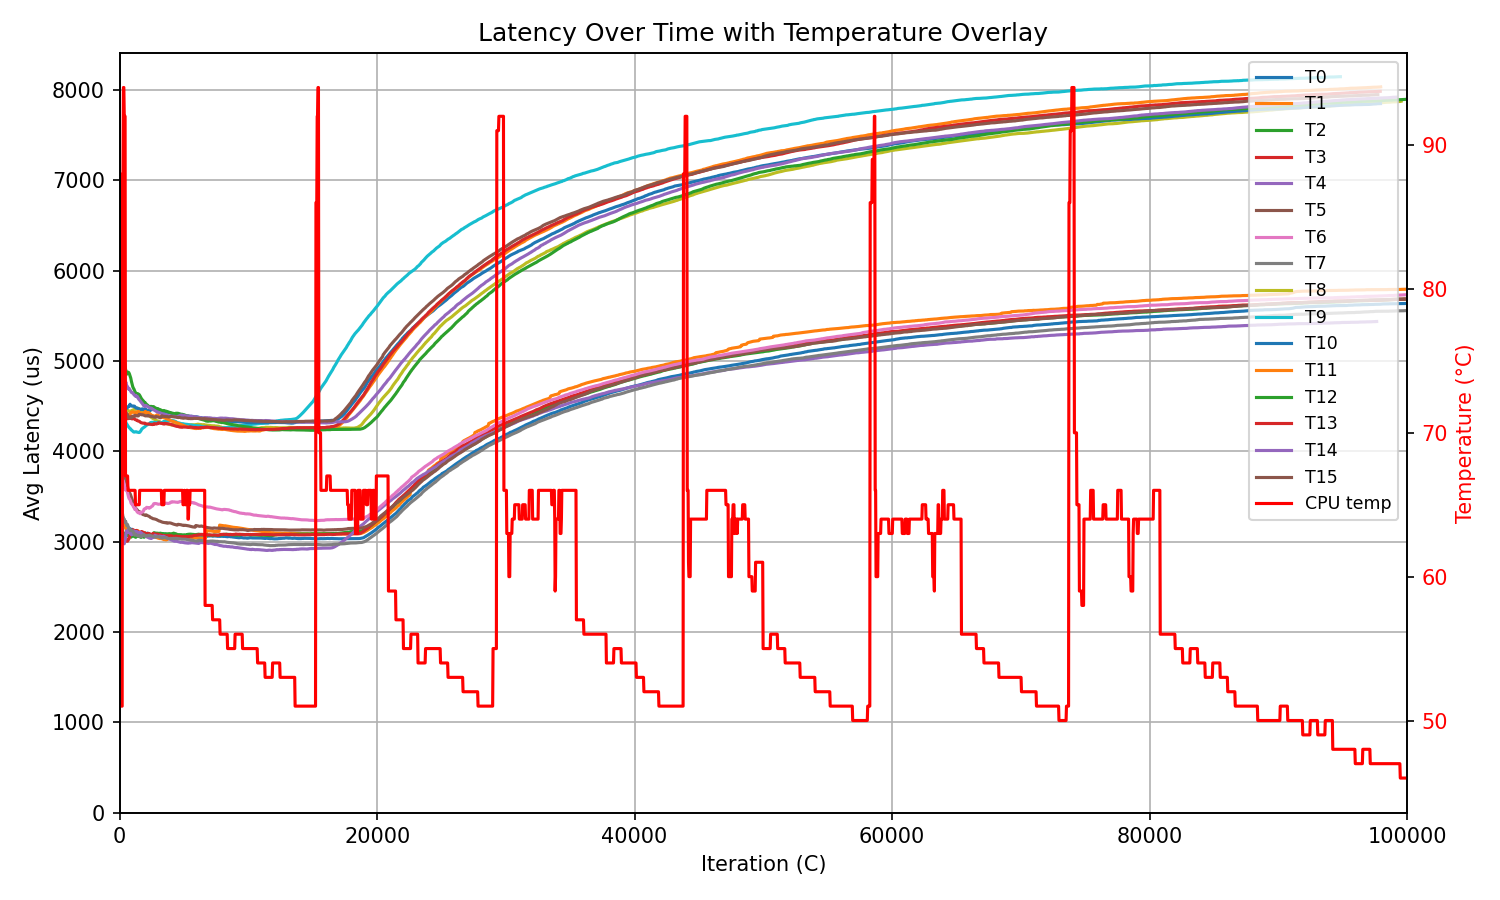 Latency Over Time with Temperature Overlay
Avg Latency (us)
8000
7000
6000
5000
4000
3000
2000
1000
0
0
20000
40000
60000
80000
100000
Iteration (C)
90
80
70
60
50
Temperature (°C)
T0
T1
T2
T3
T4
T5
T6
T7
T8
T9
T10
T11
T12
T13
T14
T15
CPU temp